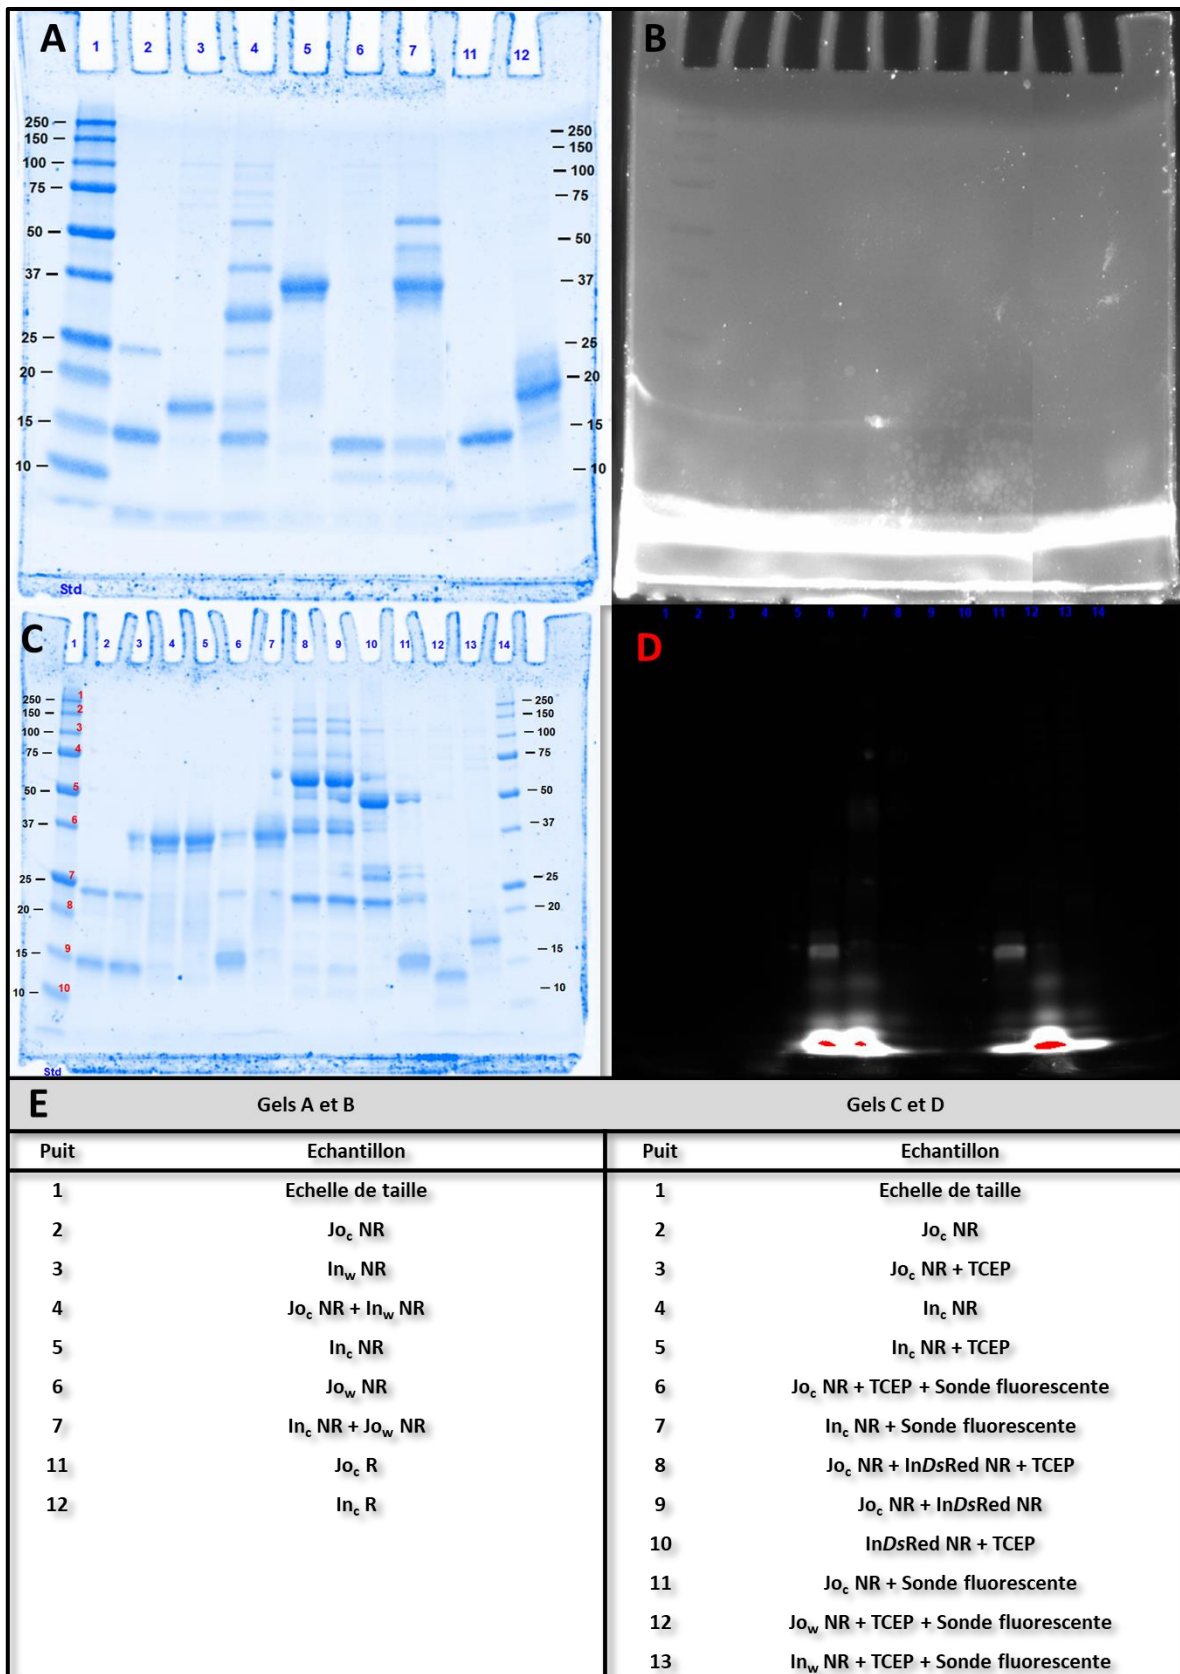 A
1 2 3 4 5 6 7 11 12
250
150
100
75
50
37
25
20
15
10
250
150
100
75
50
37
25
20
15
10
Std
B
C
1 2 3 4 5 6 7 8 9 10 11 12 13 14
250
150
100
75
50
37
25
20
15
10
1
2
3
4
5
6
7
8
9
10
250
150
100
75
50
37
25
20
15
10
Std
1 2 3 4 5 6 7 8 9 10 11 12 13 14
D
E Gels A et B Gels C et D
Puit Echantillon Puit Echantillon
1 Echelle de taille 1 Echelle de taille
2 Joc NR 2 Joc NR
3 Inw NR 3 Joc NR + TCEP
4 Joc NR + Inw NR 4 Inc NR
5 Inc NR 5 Inc NR + TCEP
6 Jow NR 6 Joc NR + TCEP + Sonde fluorescente
7 Inc NR + Jow NR 7 Inc NR + Sonde fluorescente
11 Joc R 8 Joc NR + InDsRed NR + TCEP
12 Inc R 9 Joc NR + InDsRed NR
10 InDsRed NR + TCEP
11 Joc NR + Sonde fluorescente
12 Jow NR + TCEP + Sonde fluorescente
13 Inw NR + TCEP + Sonde fluorescente